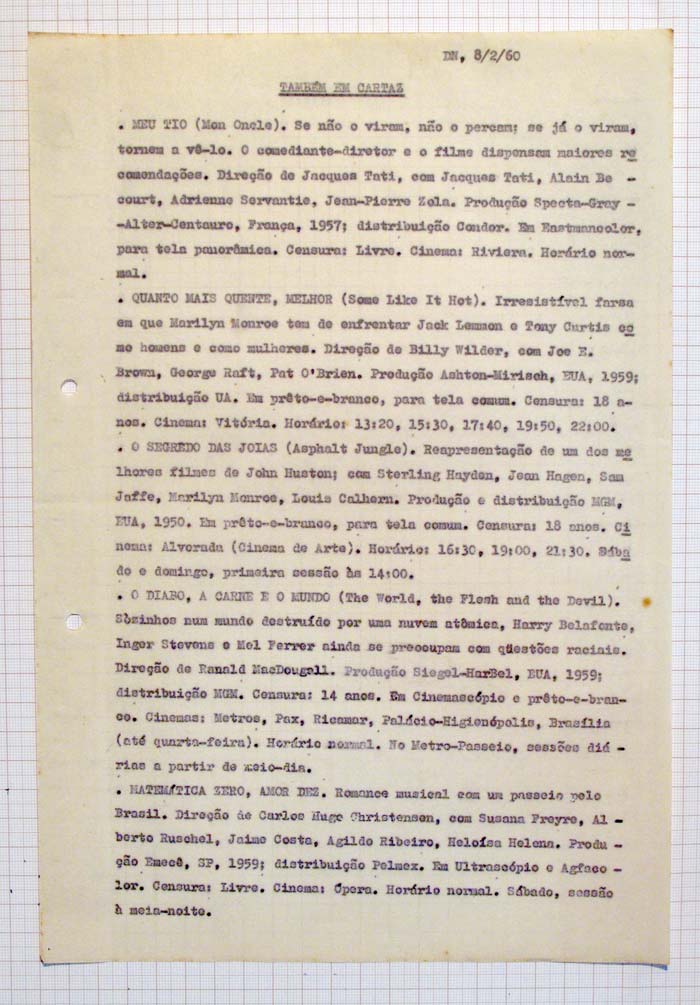 DN, 8/2/60
TAMBÉM EM CARTAZ
. MEU TIO (Mon Oncle). Se não o viram, não o percam; se já o viram,
tornem a vê-lo. O comediante-diretor e o filme dispensam maiores re
comendações. Direção de Jacques Tati, com Jacques Tati, Alain Be -
court, Adrienne Servantie, Jean-Pierre Zola. Produção Specta-Gray -
-Alter-Centauro, França, 1957; distribuição Condor. Em Eastmancolor,
para tela panorâmica. Censura: Livre. Cinema: Riviera. Horário nor-
mal.
. QUANTO MAIS QUENTE, MELHOR (Some Like It Hot). Irresistível farsa
em que Marilyn Monroe tem de enfrentar Jack Lemmon e Tony Curtis co
mo homens e como mulheres. Direção de Billy Wilder, com Joe E.
Brown, George Raft, Pat O'Brien. Produção Ashton-Mirisch, EUA, 1959;
distribuição UA. Em prêto-e-branco, para tela comum. Censura: 18 a-
nos. Cinema: Vitória. Horário: 13:20, 15:30, 17:40, 19:50, 22:00.
. O SEGREDO DAS JOIAS (Asphalt Jungle). Reapresentação de um dos me
lhores filmes de John Huston; com Sterling Hayden, Jean Hagen, Sam
Jaffe, Marilyn Monroe, Louis Calhern. Produção e distribuição MGM,
EUA, 1950. Em prêto-e-branco, para tela comum. Censura: 18 anos. Ci
nema: Alvorada (Cinema de Arte). Horário: 16:30, 19:00, 21:30. Sába
do e domingo, primeira sessão às 14:00.
. O DIABO, A CARNE E O MUNDO (The World, the Flesh and the Devil).
Sòzinhos num mundo destruído por uma nuvem atômica, Harry Belafonte,
Inger Stevens e Mel Ferrer ainda se preocupam com qüestões raciais.
Direção de Ranald MacDougall. Produção Siegel-HarBel, EUA, 1959;
distribuição MGM. Censura: 14 anos. Em Cinemascópio e prêto-e-bran-
co. Cinemas: Metros, Pax, Ricamar, Palácio-Higienópolis, Brasília
(até quarta-feira). Horário normal. No Metro-Passeio, sessões diá -
rias a partir de meio-dia.
. MATEMÁTICA ZERO, AMOR DEZ. Romance musical com um passeio pelo
Brasil. Direção de Carlos Hugo Christensen, com Susana Freyre, Al -
berto Ruschel, Jaime Costa, Agildo Ribeiro, Heloísa Helena. Produ -
ção Emecê, SP, 1959; distribuição Pelmex. Em Ultrascópio e Agfaco -
lor. Censura: Livre. Cinema: Ópera. Horário normal. Sábado, sessão
à meia-noite.